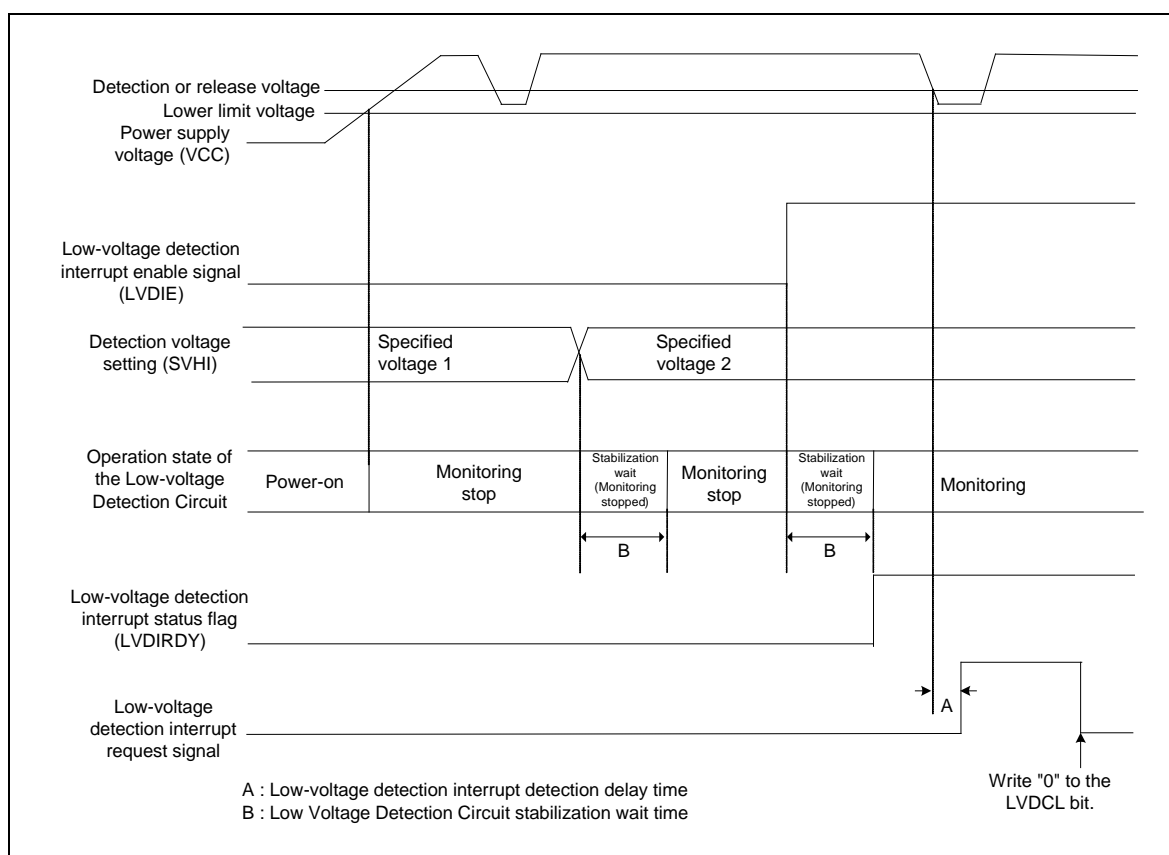 Detection or release voltage
Lower limit voltage
Power supply
voltage (VCC)
Low-voltage detection
interrupt enable signal
(LVDIE)
Detection voltage
setting (SVHI)
Specified
voltage 1
Specified
voltage 2
Operation state of
the Low-voltage
Detection Circuit
Power-on
Monitoring
stop
Stabilization
wait
(Monitoring
stopped)
Monitoring
stop
Stabilization
wait
(Monitoring
stopped)
Monitoring
B
B
Low-voltage detection
interrupt status flag
(LVDIRDY)
A
Low-voltage
detection interrupt
request signal
Write "0" to the
LVDCL bit.
A : Low-voltage detection interrupt detection delay time
B : Low Voltage Detection Circuit stabilization wait time